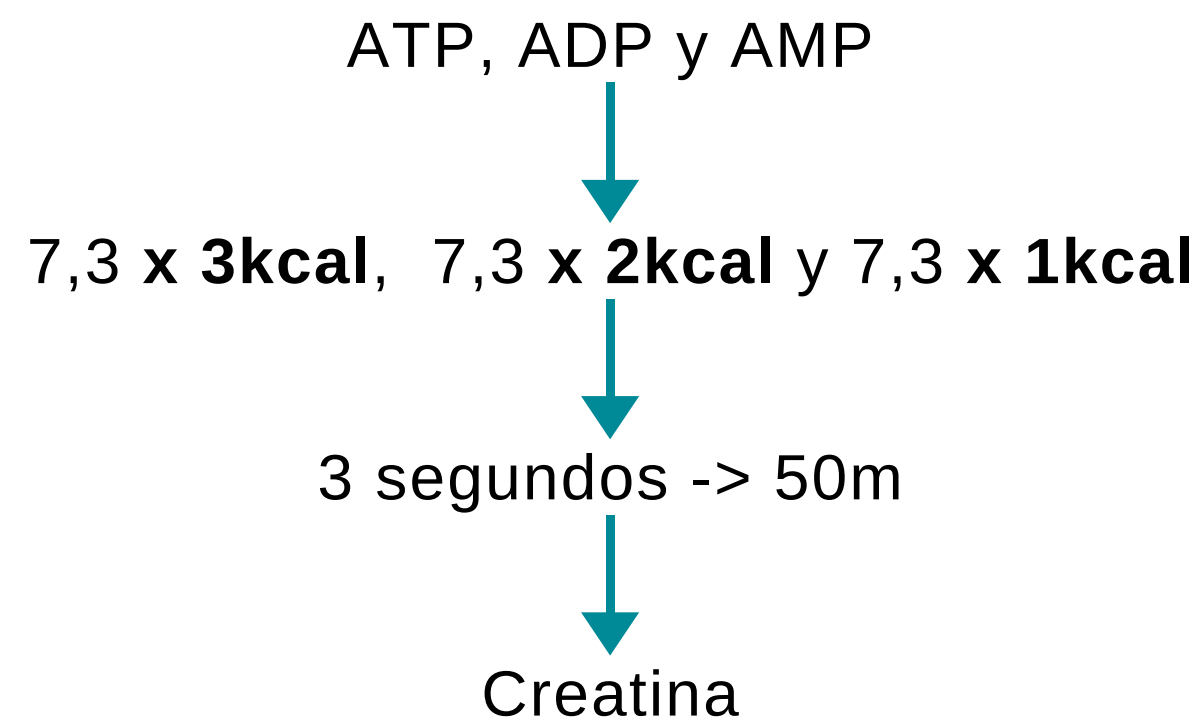 ATP, ADP y AMP
7,3 x 3kcal, 7,3 x 2kcal y 7,3 x 1kcal
3 segundos -> 50m
Creatina